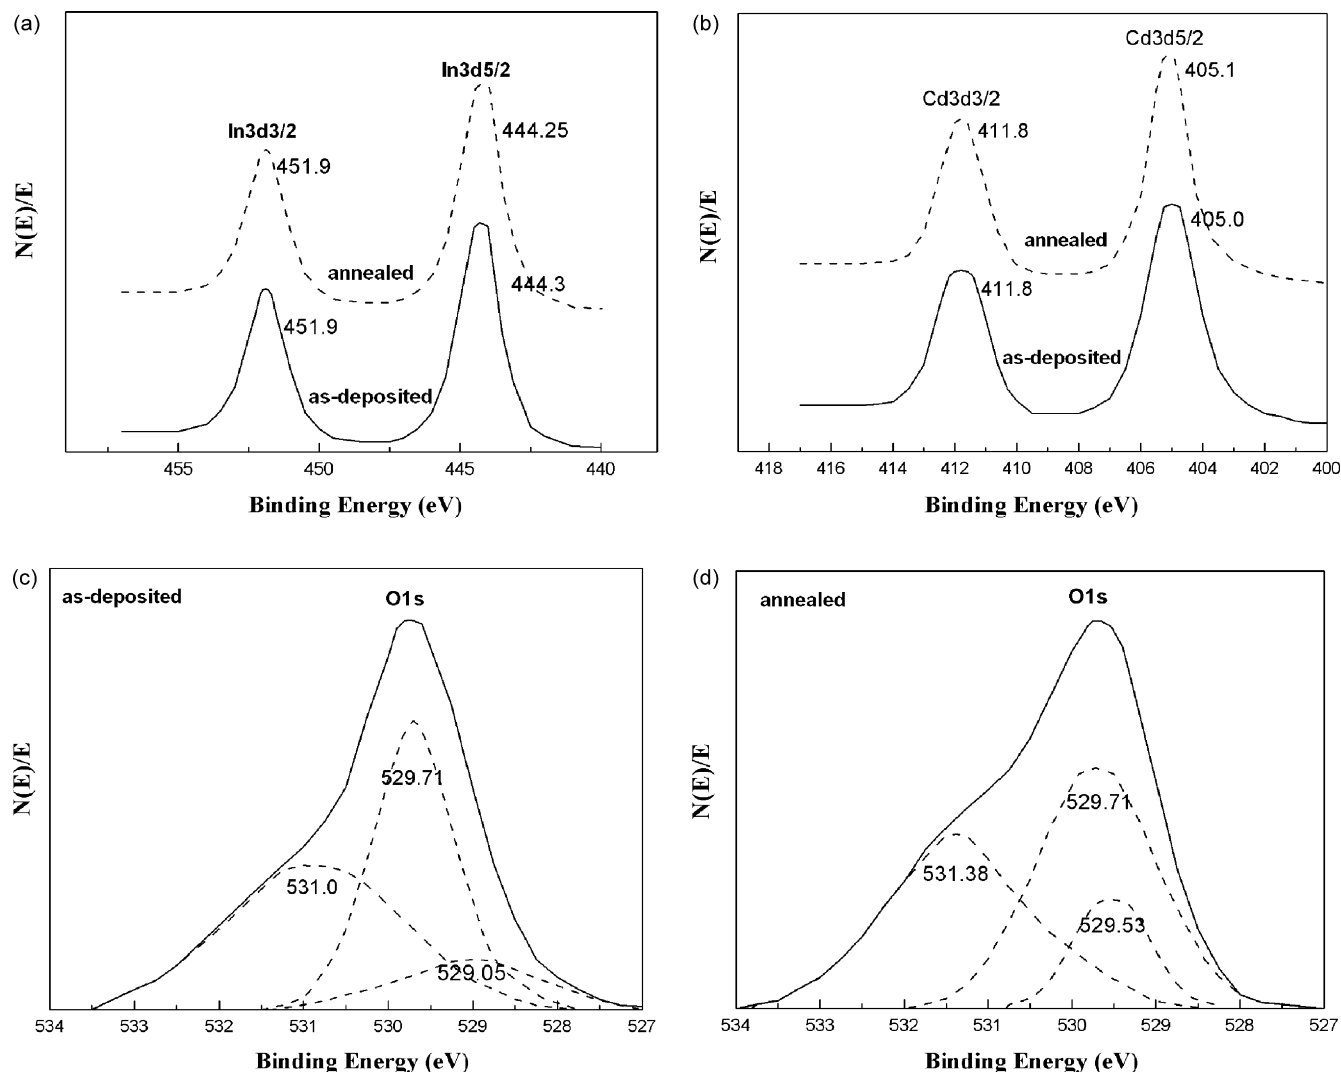 (a)
In3d5/2
In3d3/2
444.25
451.9
annealed
444.3
451.9
as-deposited
N(E)/E
455
450
445
440
Binding Energy (eV)
(b)
Cd3d5/2
405.1
Cd3d3/2
411.8
405.0
annealed
411.8
as-deposited
N(E)/E
418
416
414
412
410
408
406
404
402
400
Binding Energy (eV)
(c)
as-deposited
O1s
529.71
531.0
529.05
N(E)/E
534
533
532
531
530
529
528
527
Binding Energy (eV)
(d)
annealed
O1s
529.71
531.38
529.53
N(E)/E
534
533
532
531
530
529
528
527
Binding Energy (eV)